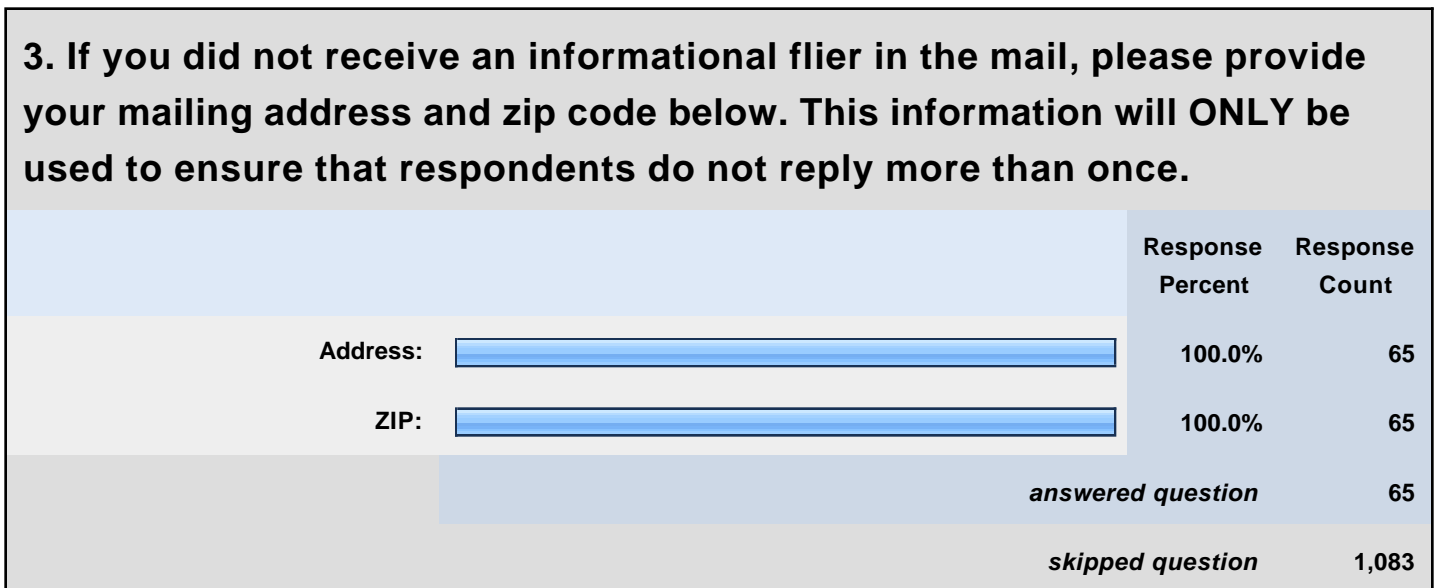 3. If you did not receive an informational flier in the mail, please provide
your mailing address and zip code below. This information will ONLY be
used to ensure that respondents do not reply more than once.
Response Percent
Response Count
Address: 100.0% 65
ZIP: 100.0% 65
answered question 65
skipped question 1,083